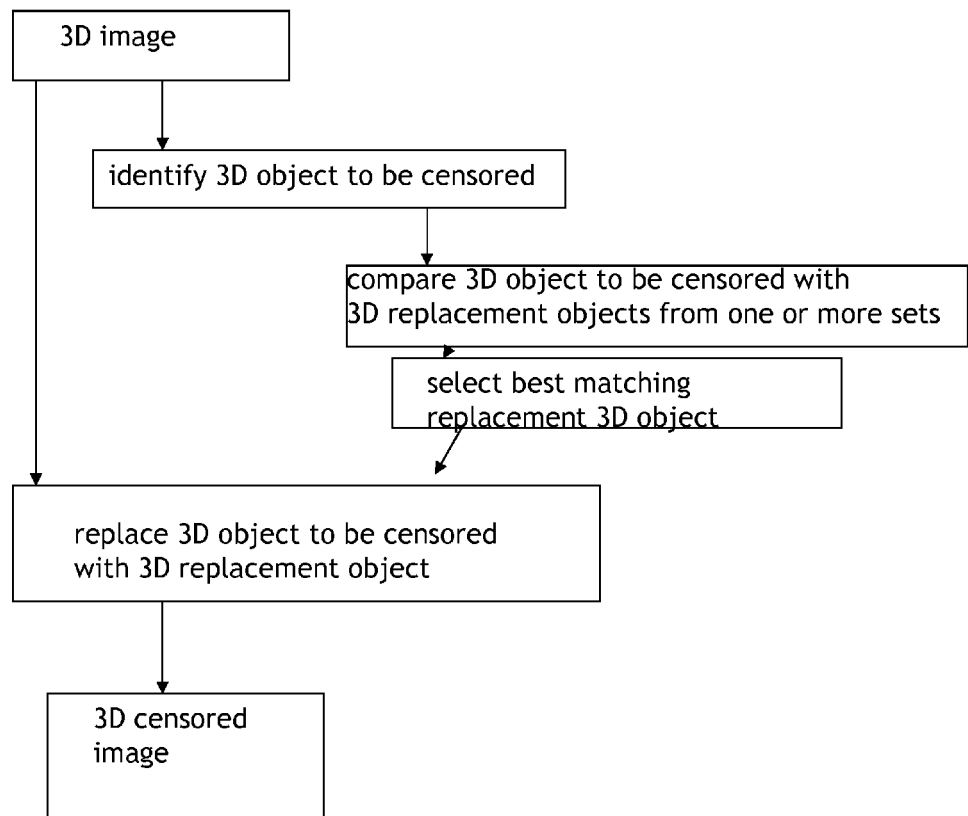 3D image
identify 3D object to be censored
compare 3D object to be censored with
3D replacement objects from one or more sets
select best matching
replacement 3D object
replace 3D object to be censored
with 3D replacement object
3D censored
image